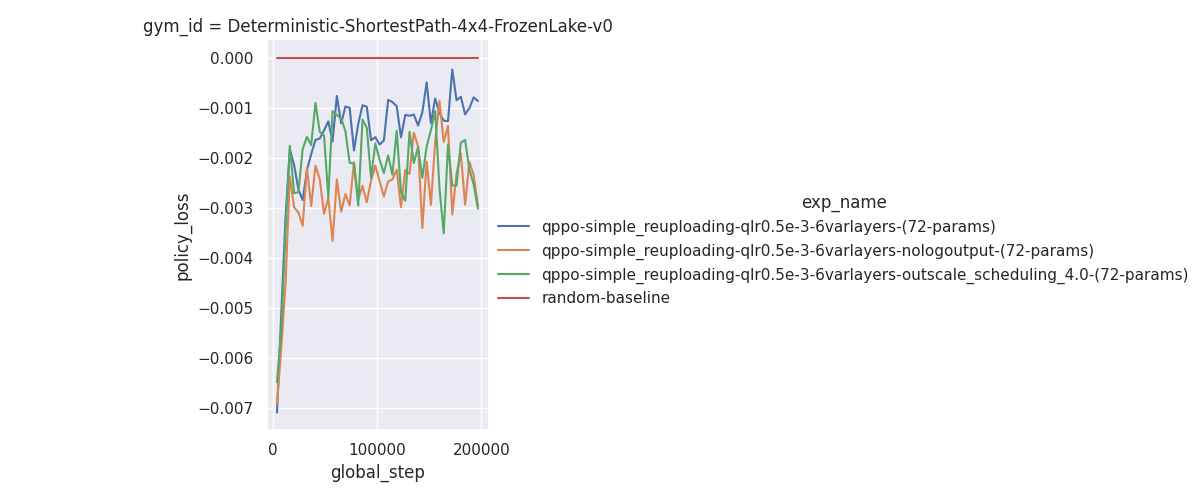 gym_id = Deterministic-ShortestPath-4x4-FrozenLake-v0
0.000
−0.001
−0.002
−0.003
−0.004
−0.005
−0.006
−0.007
policy_loss
0
100000
200000
global_step
exp_name
qppo-simple_reuploading-qlr0.5e-3-6varlayers-(72-params)
qppo-simple_reuploading-qlr0.5e-3-6varlayers-nologoutput-(72-params)
qppo-simple_reuploading-qlr0.5e-3-6varlayers-outscale_scheduling_4.0-(72-params)
random-baseline